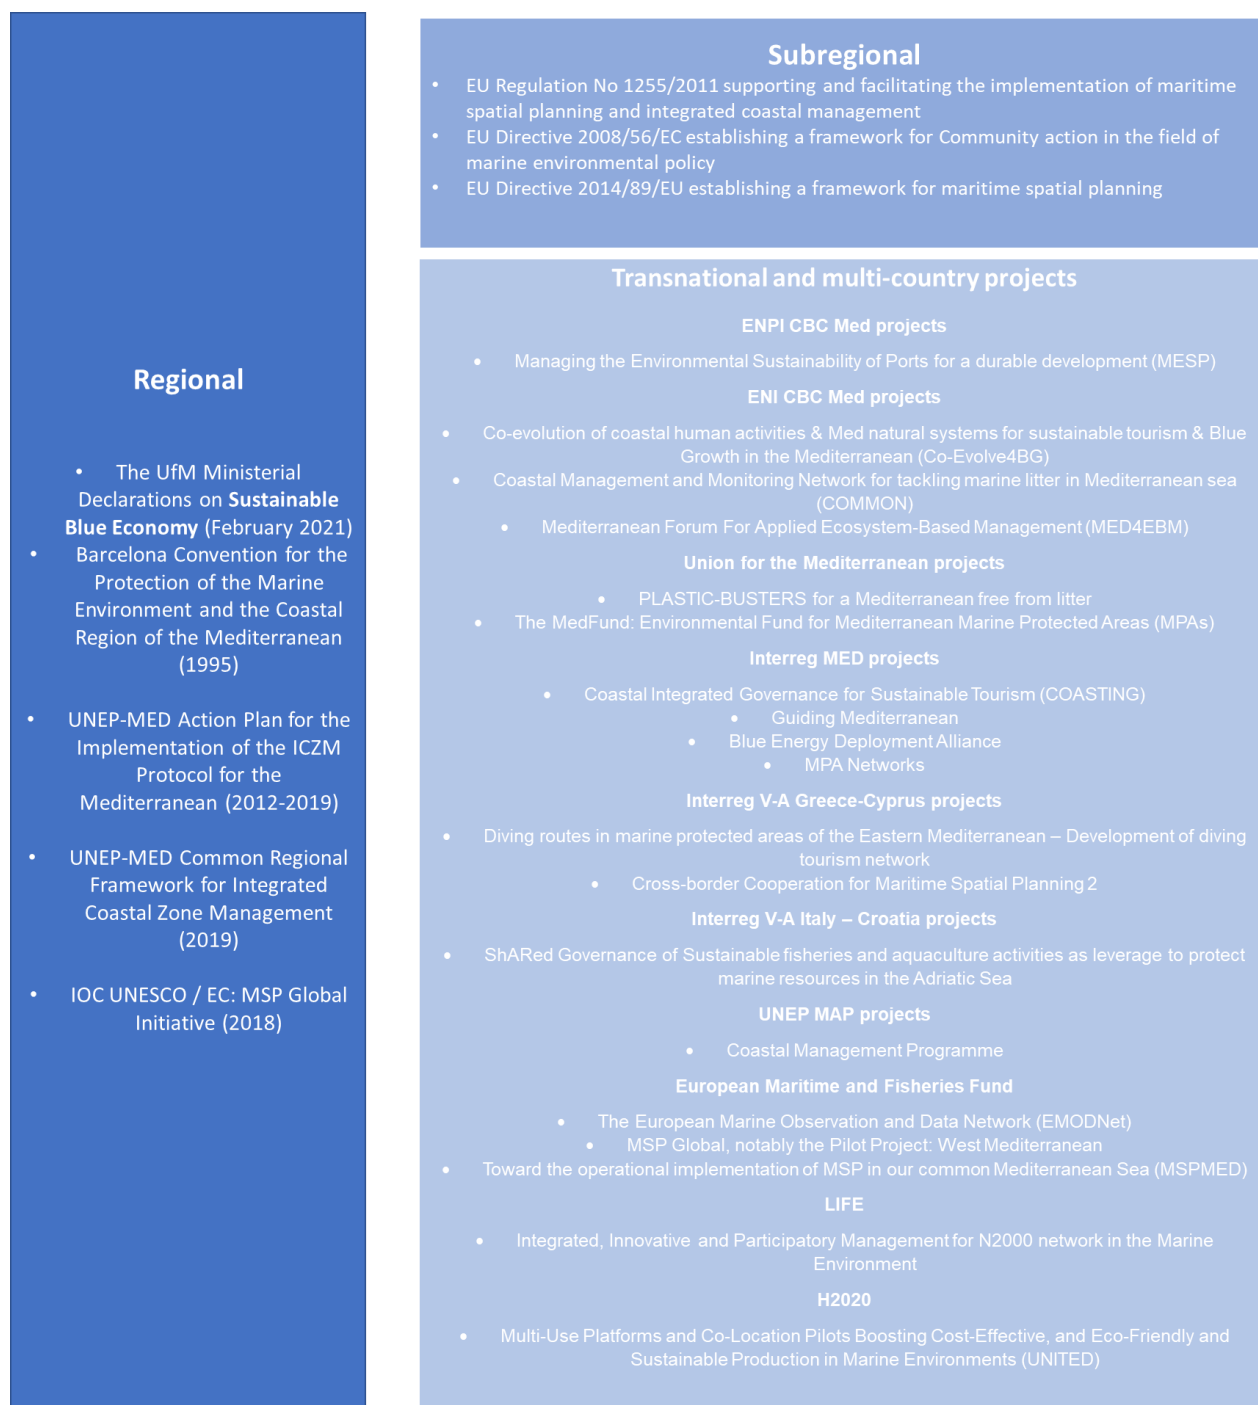 Regional
• The UfM Ministerial
Declarations on Sustainable
Blue Economy (February 2021)
• Barcelona Convention for the
Protection of the Marine
Environment and the Coastal
Region of the Mediterranean
(1995)
• UNEP-MED Action Plan for the
Implementation of the ICZM
Protocol for the
Mediterranean (2012-2019)
• UNEP-MED Common Regional
Framework for Integrated
Coastal Zone Management
(2019)
• IOC UNESCO / EC: MSP Global
Initiative (2018)
Subregional
• EU Regulation No 1255/2011 supporting and facilitating the implementation of maritime
spatial planning and integrated coastal management
• EU Directive 2008/56/EC establishing a framework for Community action in the field of
marine environmental policy
• EU Directive 2014/89/EU establishing a framework for maritime spatial planning
Transnational and multi-country projects
ENPI CBC Med projects
• Managing the Environmental Sustainability of Ports for a durable development (MESP)
ENI CBC Med projects
• Co-evolution of coastal human activities & Med natural systems for sustainable tourism & Blue
Growth in the Mediterranean (Co-Evolve4BG)
• Coastal Management and Monitoring Network for tackling marine litter in Mediterranean sea
(COMMON)
• Mediterranean Forum For Applied Ecosystem-Based Management (MED4EBM)
Union for the Mediterranean projects
• PLASTIC-BUSTERS for a Mediterranean free from litter
• The MedFund: Environmental Fund for Mediterranean Marine Protected Areas (MPAs)
Interreg MED projects
• Coastal Integrated Governance for Sustainable Tourism (COASTING)
• Guiding Mediterranean
• Blue Energy Deployment Alliance
• MPA Networks
Interreg V-A Greece-Cyprus projects
• Diving routes in marine protected areas of the Eastern Mediterranean – Development of diving
tourism network
• Cross-border Cooperation for Maritime Spatial Planning 2
Interreg V-A Italy – Croatia projects
• ShARed Governance of Sustainable fisheries and aquaculture activities as leverage to protect
marine resources in the Adriatic Sea
UNEP MAP projects
• Coastal Management Programme
European Maritime and Fisheries Fund
• The European Marine Observation and Data Network (EMODNet)
• MSP Global, notably the Pilot Project: West Mediterranean
• Toward the operational implementation of MSP in our common Mediterranean Sea (MSPMED)
LIFE
• Integrated, Innovative and Participatory Management for N2000 network in the Marine
Environment
H2020
• Multi-Use Platforms and Co-Location Pilots Boosting Cost-Effective, and Eco-Friendly and
Sustainable Production in Marine Environments (UNITED)